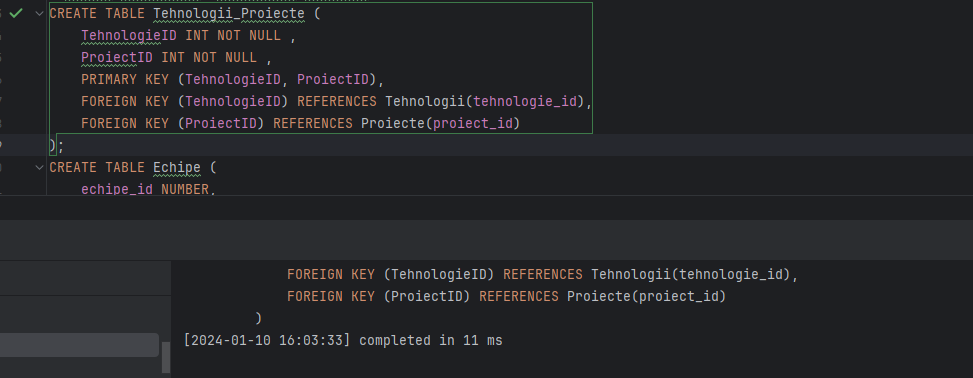 CREATE TABLE Tehnologii_Proiecte (
TehnologieID INT NOT NULL ,
ProiectID INT NOT NULL ,
PRIMARY KEY (TehnologieID, ProiectID),
FOREIGN KEY (TehnologieID) REFERENCES Tehnologii(tehnologie_id),
FOREIGN KEY (ProiectID) REFERENCES Proiecte(proiect_id)
);
CREATE TABLE Echipe (
echipe_id NUMBER,
FOREIGN KEY (TehnologieID) REFERENCES Tehnologii(tehnologie_id),
FOREIGN KEY (ProiectID) REFERENCES Proiecte(proiect_id)
)
[2024-01-10 16:03:33] completed in 11 ms